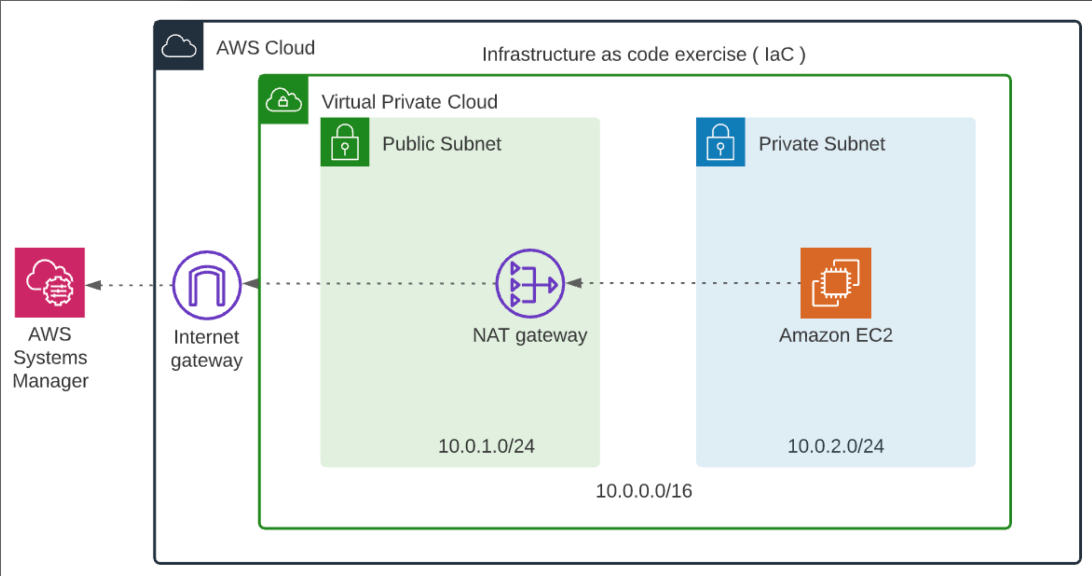 AWS Cloud
Infrastructure as code exercise ( IaC )
Virtual Private Cloud
Public Subnet
Private Subnet
AWS
Systems
Manager
Internet
gateway
NAT gateway
Amazon EC2
10.0.1.0/24
10.0.2.0/24
10.0.0.0/16